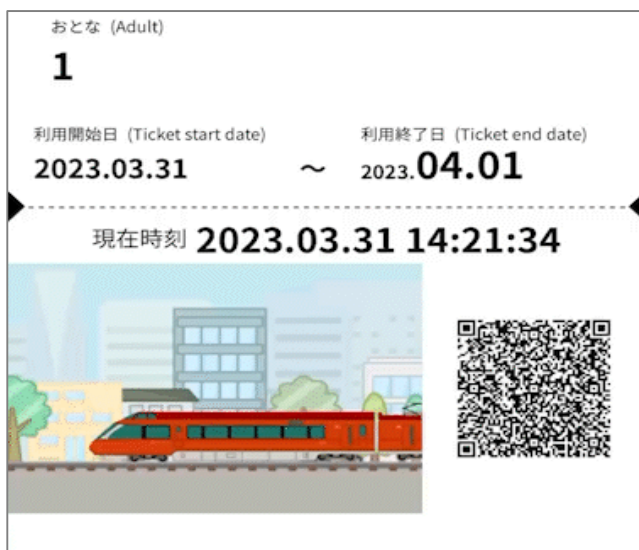 おとな (Adult)
1
利用開始日 (Ticket start date) 利用終了日 (Ticket end date)
2023.03.31 〜 2023.04.01
現在時刻 2023.03.31 14:21:34